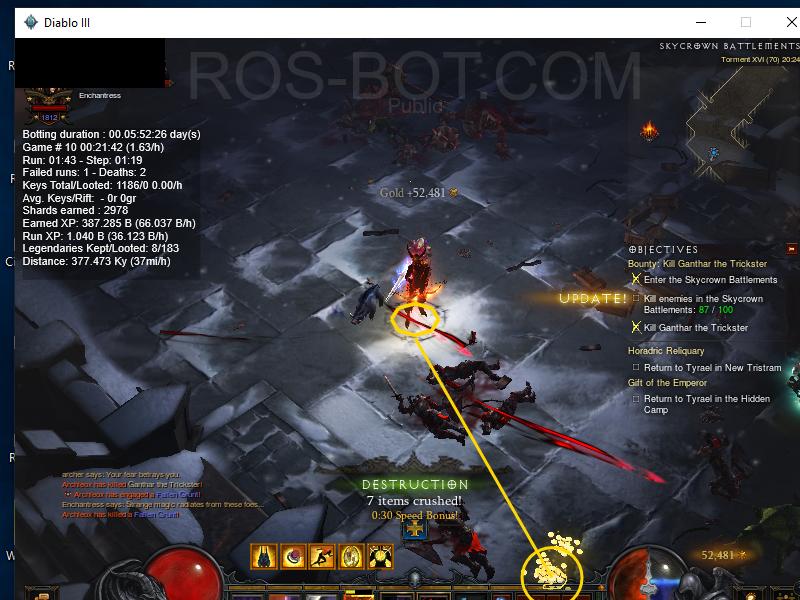 Diablo III
ROS-BOT.COM
Public
SKYCROWN BATTLEMENTS
Torment XVI (70) 20:24
Enchantress
1812
Botting duration : 00.05:52:26 day(s)
Game # 10 00:21:42 (1.63/h)
Run: 01:43 - Step: 01:19
Failed runs: 1 - Deaths: 2
Keys Total/Looted: 1186/0 0.00/h
Avg. Keys/Rift: - 0r 0gr
Shards earned : 2978
Earned XP: 387.285 B (66.037 B/h)
Run XP: 1.040 B (36.123 B/h)
Legendaries Kept/Looted: 8/183
Distance: 377.473 Ky (37mi/h)
Gold +52,481
OBJECTIVES
Bounty: Kill Ganthar the Trickster
Enter the Skycrown Battlements
UPDATE!
Kill enemies in the Skycrown
Battlements: 87 / 100
Kill Ganthar the Trickster
Horadric Reliquary
Return to Tyrael in New Tristram
Gift of the Emperor
Return to Tyrael in the Hidden
Camp
archer says: Your fear betrays you.
Archleox has killed Ganthar the Trickster!
Archleox has engaged a Fallen Grunt!
Enchantress says: Strange magic radiates from these foes...
Archleox has killed a Fallen Grunt!
DESTRUCTION
7 items crushed!
0:30 Speed Bonus!
52,481